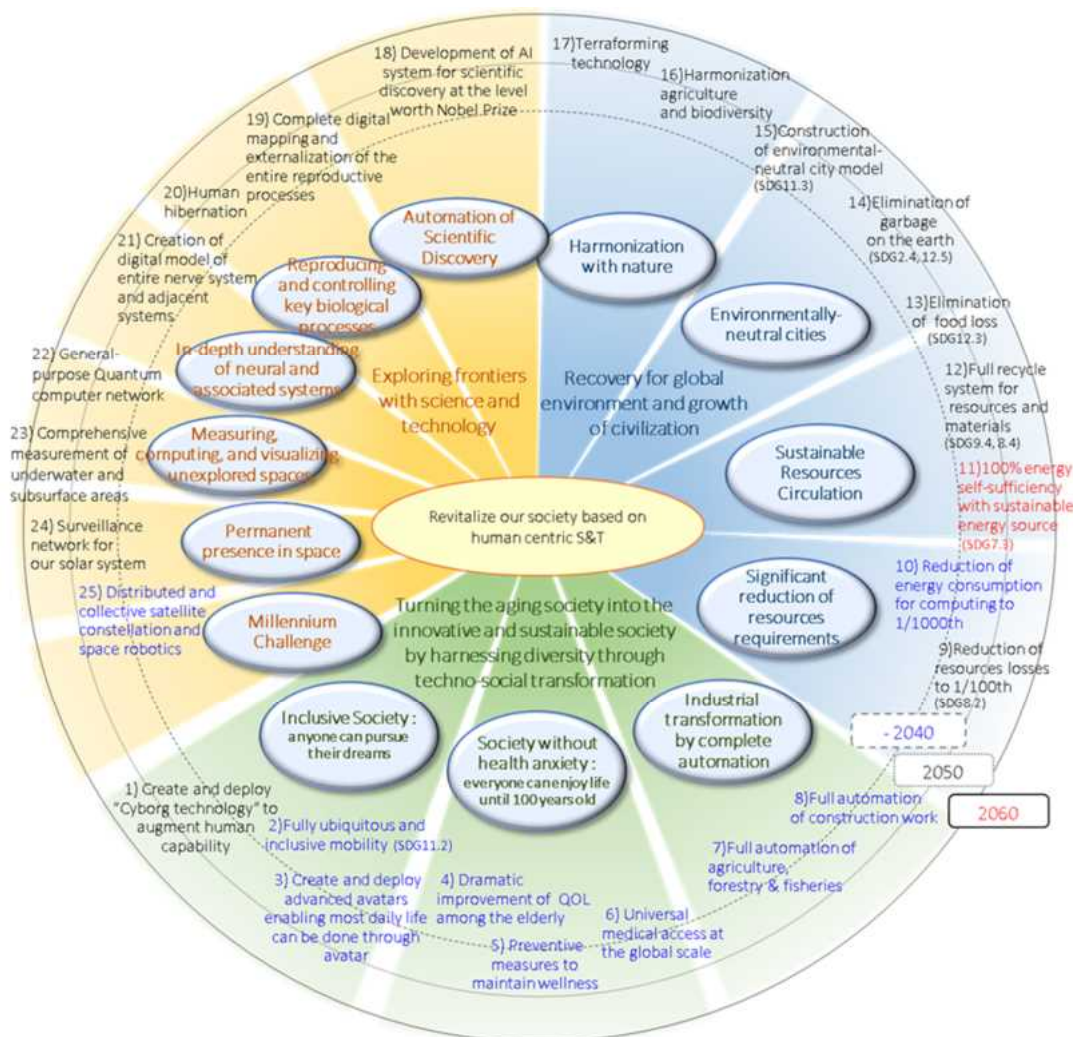 18) Development of AI
system for scientific
discovery at the level
worth Nobel Prize
17)Terraforming
technology
16)Harmonization
agriculture
and biodiversity
19) Complete digital
mapping and
externalization of the
entire reproductive
processes
15)Construction
of environmental-
neutral city model
(SDG11.3)
20)Human
hibernation
14)Elimination of
garbage
on the earth
(SDG2.4, 12.5)
21) Creation of
digital model of
entire nerve system
and adjacent
systems
13)Elimination
of food loss
(SDG12.3)
22) General-
purpose Quantum
computer network
12)Full recycle
system for
resources and
materials
(SDG9.4, 8.4)
23) Comprehensive
measurement of
underwater and
subsurface areas
11)100% energy
self-sufficiency
with sustainable
energy source
(SDG7.3)
24) Surveillance
network for
our solar system
10) Reduction of
energy consumption
for computing to
1/1000th
25) Distributed and
collective satellite
constellation and
space robotics
9)Reduction of
resources losses
to 1/100th
(SDG8.2)
Automation of
Scientific
Discovery
Harmonization
with nature
Reproducing
and controlling
key biological
processes
Environmentally-
neutral cities
In-depth understanding
of neural and
associated systems
Exploring frontiers
with science and
technology
Recovery for global
environment and growth
of civilization
Measuring,
computing, and visualizing
unexplored spaces
Sustainable
Resources
Circulation
Revitalize our society based on
human centric S&T
Permanent
presence in space
Significant
reduction of
resources
requirements
Millennium
Challenge
Turning the aging society into the
innovative and sustainable society
by harnessing diversity through
techno-social transformation
Inclusive Society :
anyone can pursue
their dreams
Society without
health anxiety :
everyone can enjoy life
until 100 years old
Industrial
transformation
by complete
automation
- 2040
2050
2060
1) Create and deploy
"Cyborg technology" to
augment human
capability
2)Fully ubiquitous and
inclusive mobility (SDG11.2)
3) Create and deploy
advanced avatars
enabling most daily life
can be done through
avatar
4) Dramatic
improvement of QOL
among the elderly
5) Preventive
measures to
maintain wellness
6) Universal
medical access at
the global scale
7)Full automation of
agriculture,
forestry & fisheries
8)Full automation
of construction work